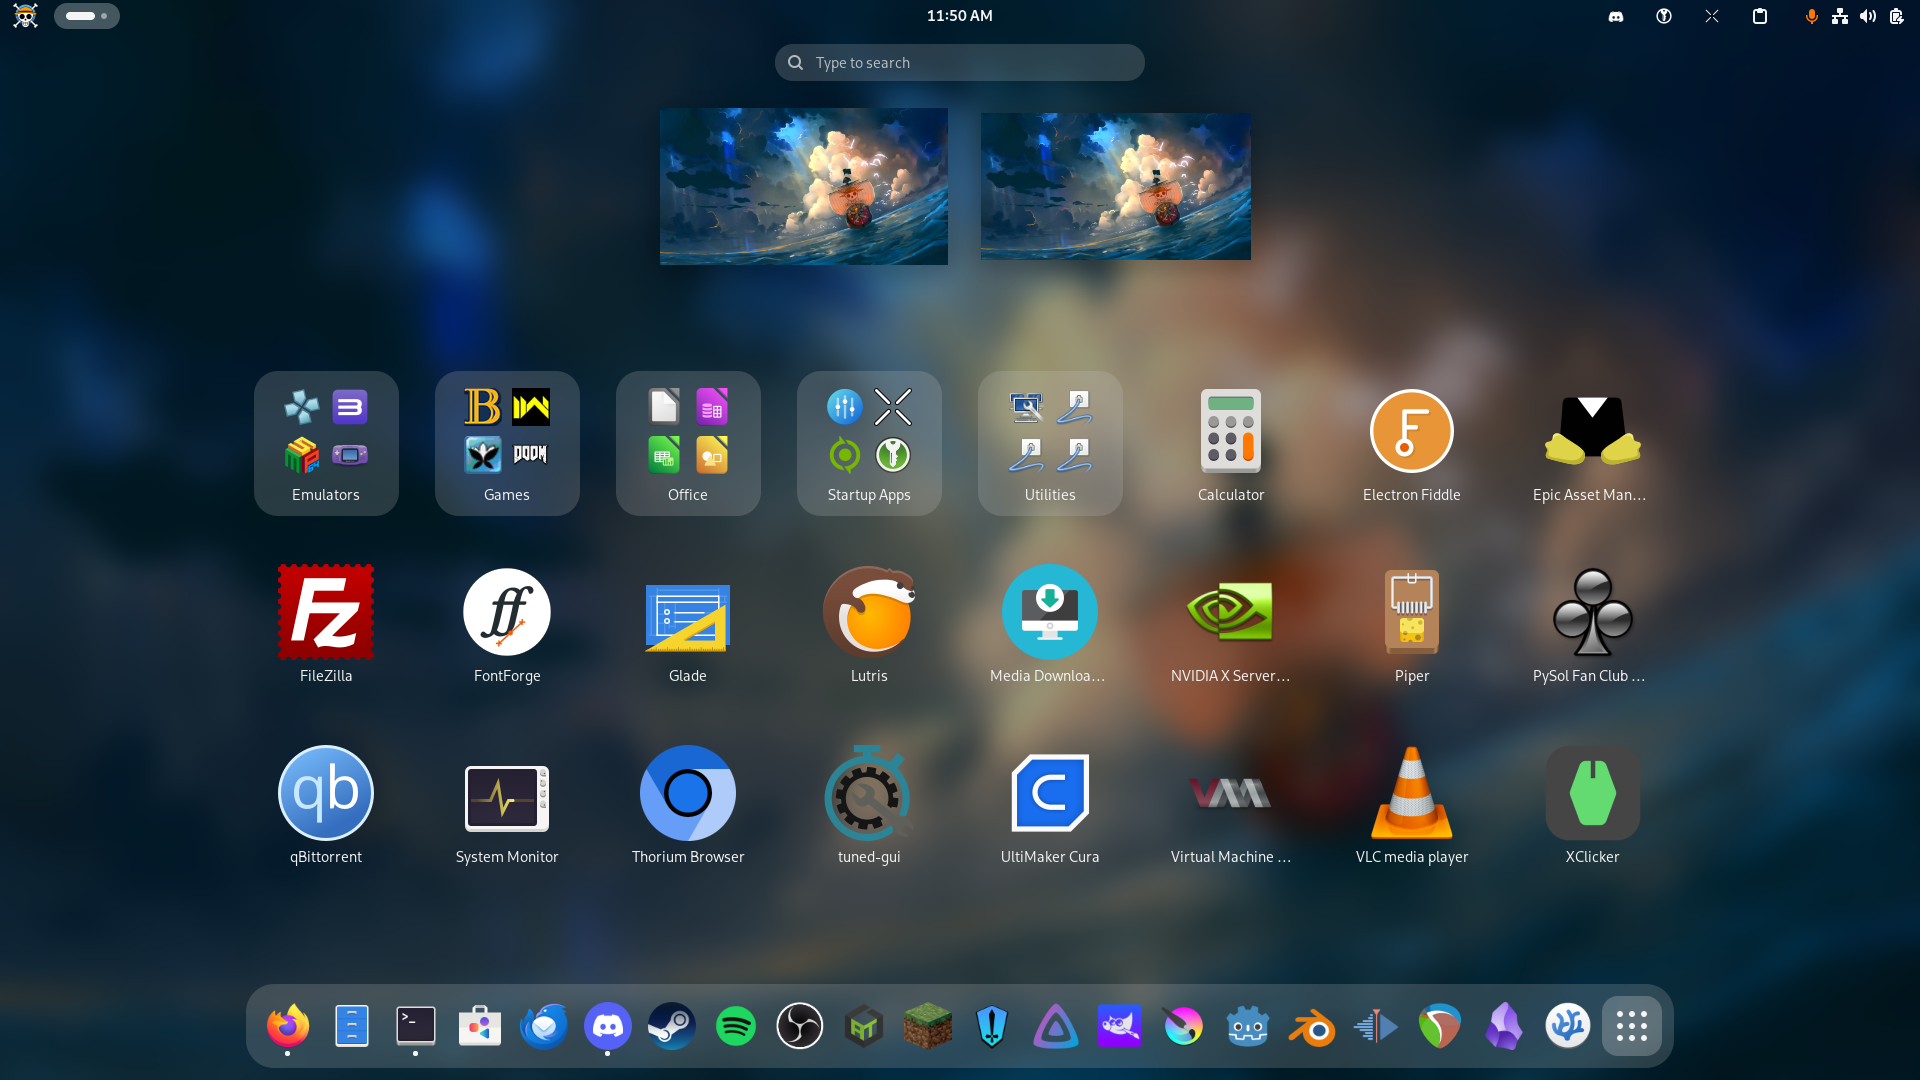 11:50 AM
Type to search
DOOM
Emulators
Games
Office
Startup Apps
Utilities
Calculator
Electron Fiddle
Epic Asset Man…
FileZilla
FontForge
Glade
Lutris
Media Downloa…
NVIDIA X Server…
Piper
PySol Fan Club …
qb
qBittorrent
System Monitor
Thorium Browser
tuned-gui
UltiMaker Cura
Virtual Machine …
VLC media player
XClicker